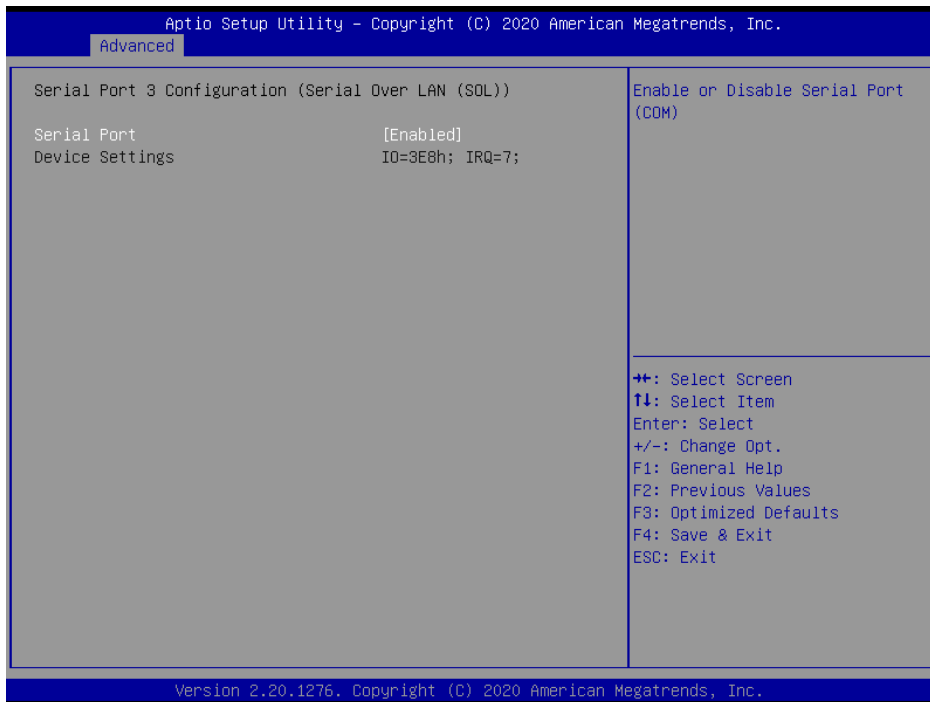 Aptio Setup Utility – Copyright (C) 2020 American Megatrends, Inc.
Advanced
Serial Port 3 Configuration (Serial Over LAN (SOL))
Serial Port [Enabled]
Device Settings IO=3E8h; IRQ=7;
Enable or Disable Serial Port
(COM)
→←: Select Screen
↑↓: Select Item
Enter: Select
+/-: Change Opt.
F1: General Help
F2: Previous Values
F3: Optimized Defaults
F4: Save & Exit
ESC: Exit
Version 2.20.1276. Copyright (C) 2020 American Megatrends, Inc.